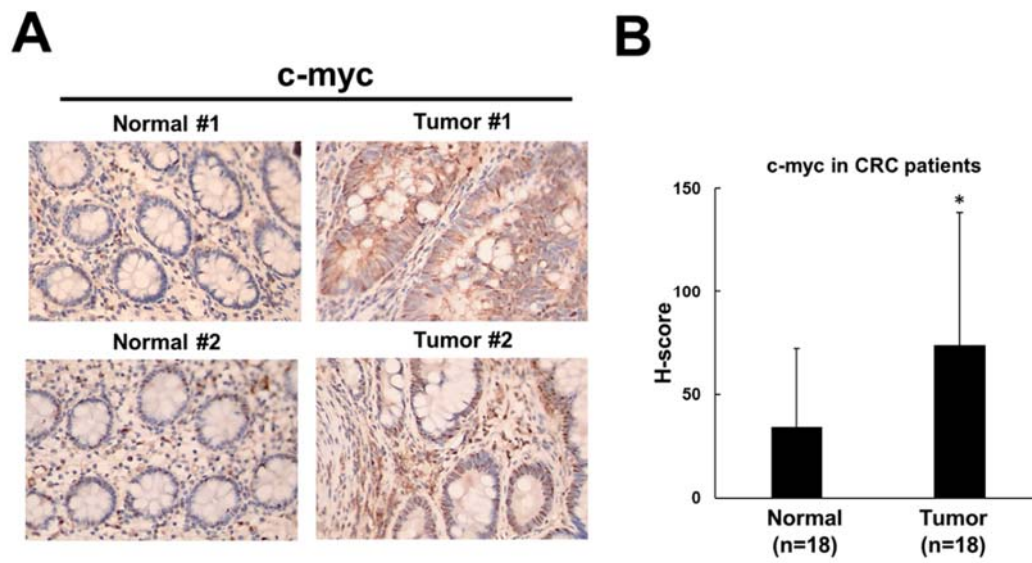 A
c-myc
Normal #1
Tumor #1
Normal #2
Tumor #2
B
c-myc in CRC patients
*
150
100
50
0
H-score
Normal
(n=18)
Tumor
(n=18)